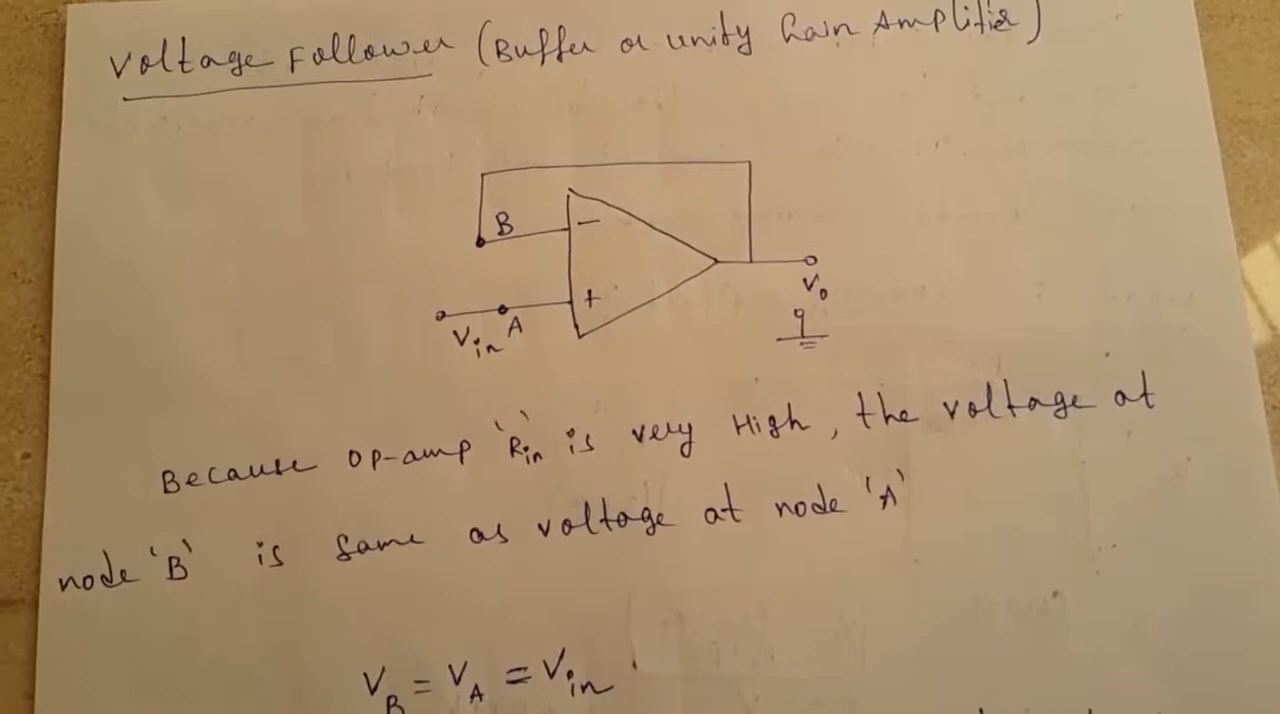 Voltage Follower (Buffer or unity Gain Amplifier)
B
−
+
Vin A
Vo
Because OP-amp 'Rin' is very High, the voltage at
node 'B' is same as voltage at node 'A'
VB = VA = Vin